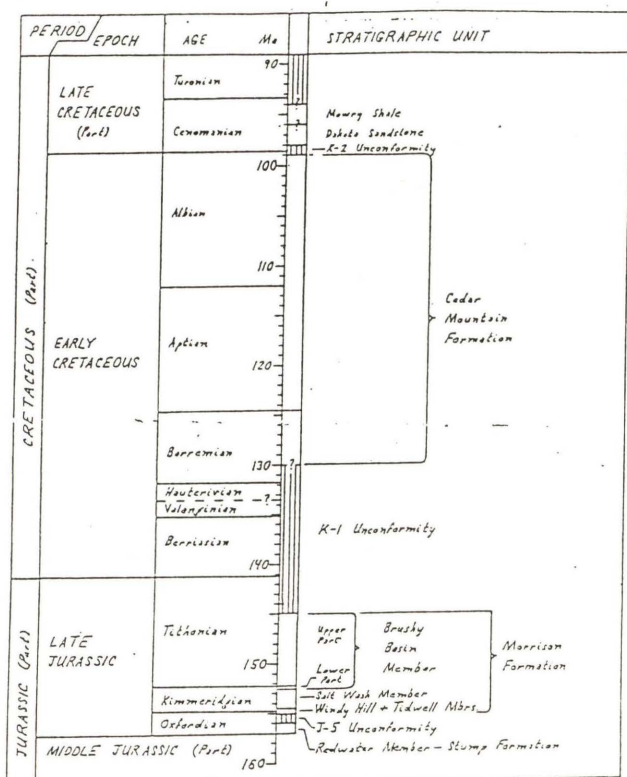 PERIOD EPOCH AGE Ma STRATIGRAPHIC UNIT
90
Turonian
LATE CRETACEOUS (Part)
?
?
Cenomanian
Mowry Shale
Dakota Sandstone
K-2 Unconformity
100
Albian
110
Cedar Mountain Formation
CRETACEOUS (Part)
EARLY CRETACEOUS
Aptian
120
Barremian
130
?
Hauterivian
?
Valanginian
K-1 Unconformity
Berriasian
140
JURASSIC (Part)
LATE JURASSIC
Tithonian
Upper Part
Brushy Basin Member
Morrison Formation
150
Lower Part
Kimmeridgian
Salt Wash Member
Windy Hill + Tidwell Mbrs
Oxfordian
J-5 Unconformity
MIDDLE JURASSIC (Part)
Redwater Member - Stump Formation
160